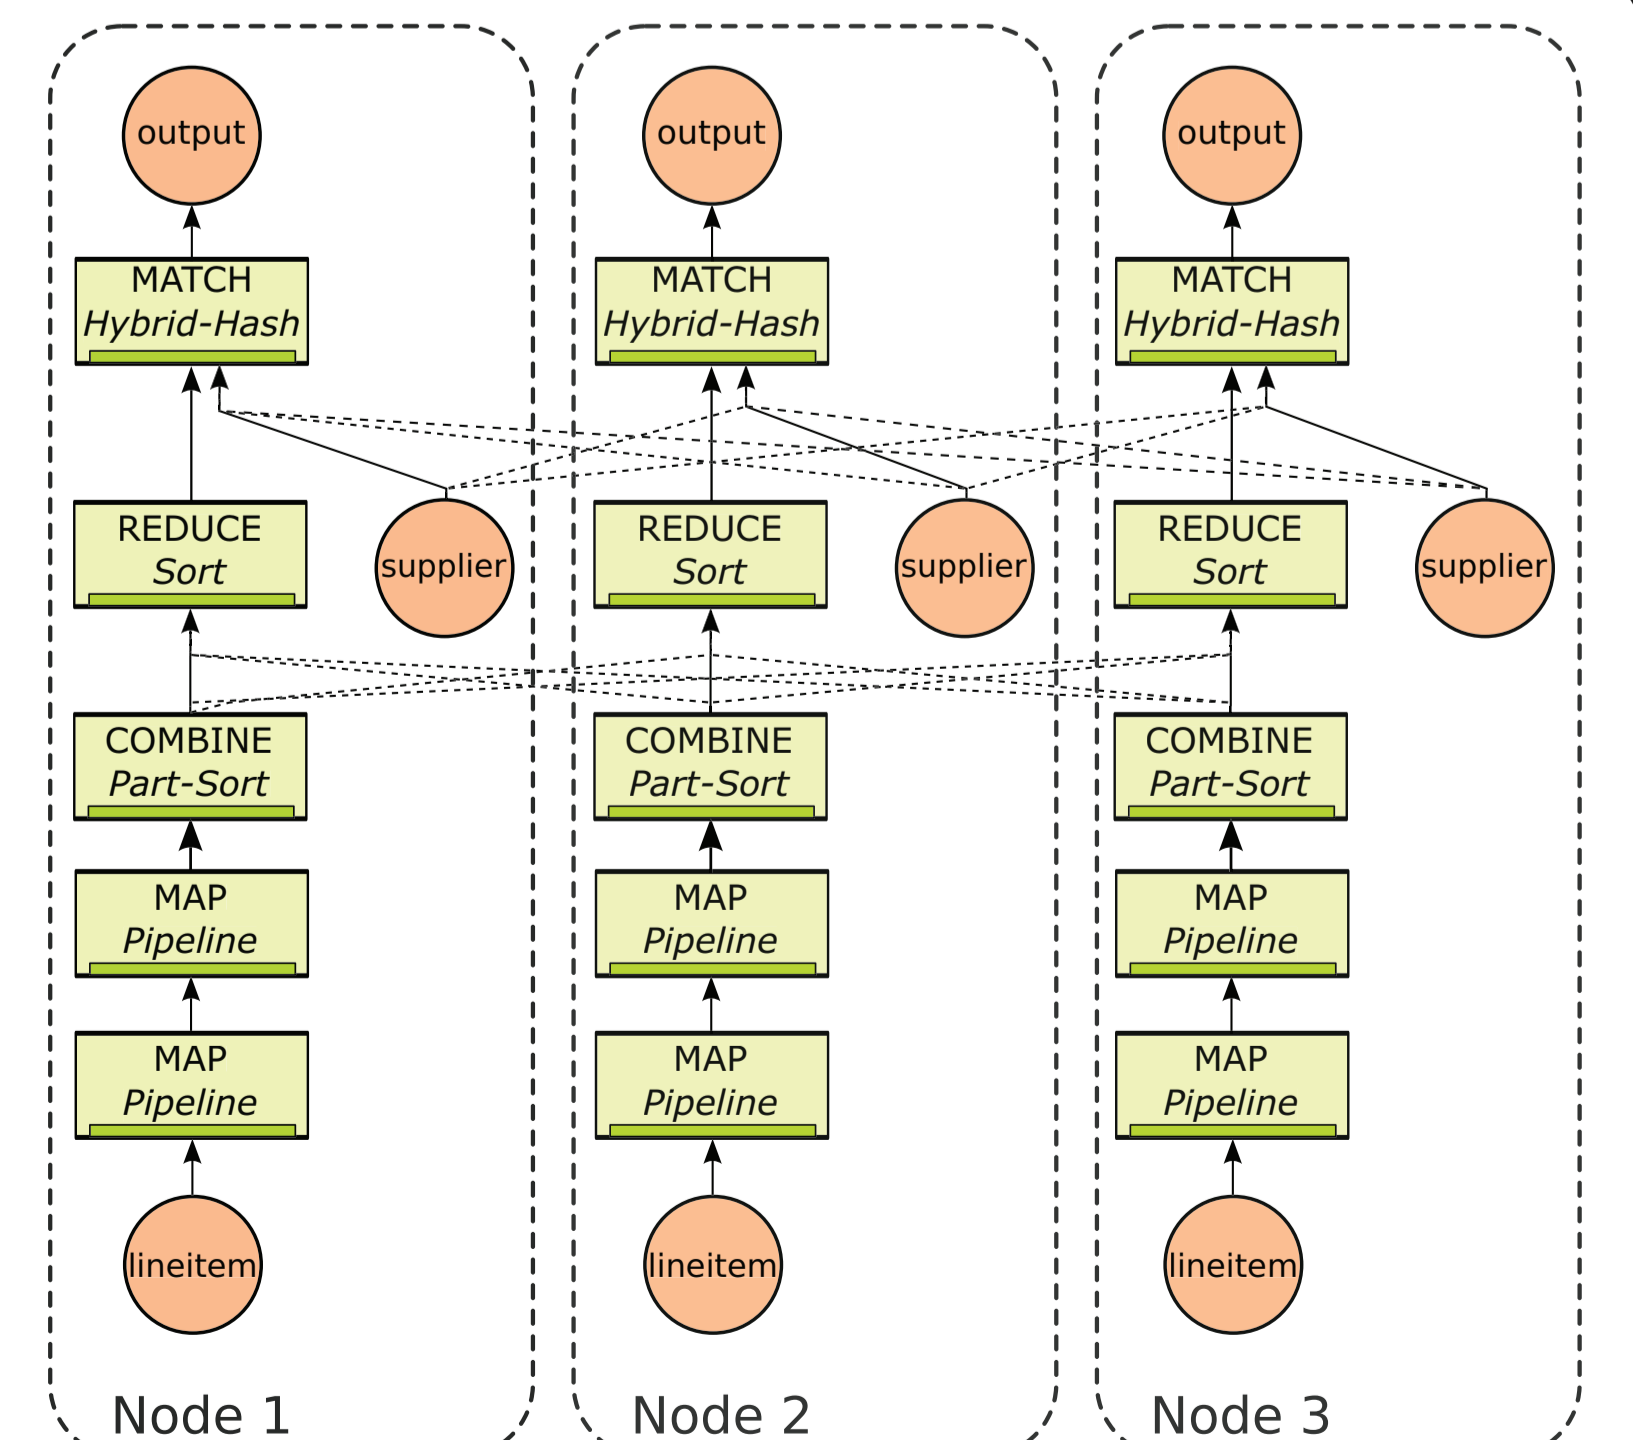 output
MATCH
Hybrid-Hash
REDUCE
Sort
supplier
COMBINE
Part-Sort
MAP
Pipeline
MAP
Pipeline
lineitem
Node 1
output
MATCH
Hybrid-Hash
REDUCE
Sort
supplier
COMBINE
Part-Sort
MAP
Pipeline
MAP
Pipeline
lineitem
Node 2
output
MATCH
Hybrid-Hash
REDUCE
Sort
supplier
COMBINE
Part-Sort
MAP
Pipeline
MAP
Pipeline
lineitem
Node 3